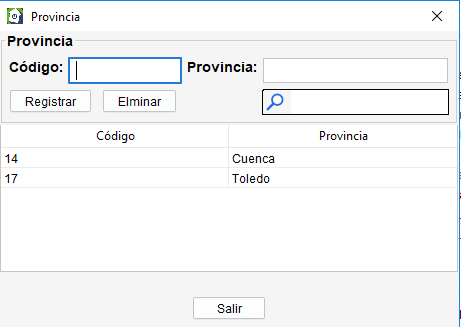 Provincia
Provincia
Código: Provincia:
Registrar Elminar
Código Provincia
14 Cuenca
17 Toledo
Salir